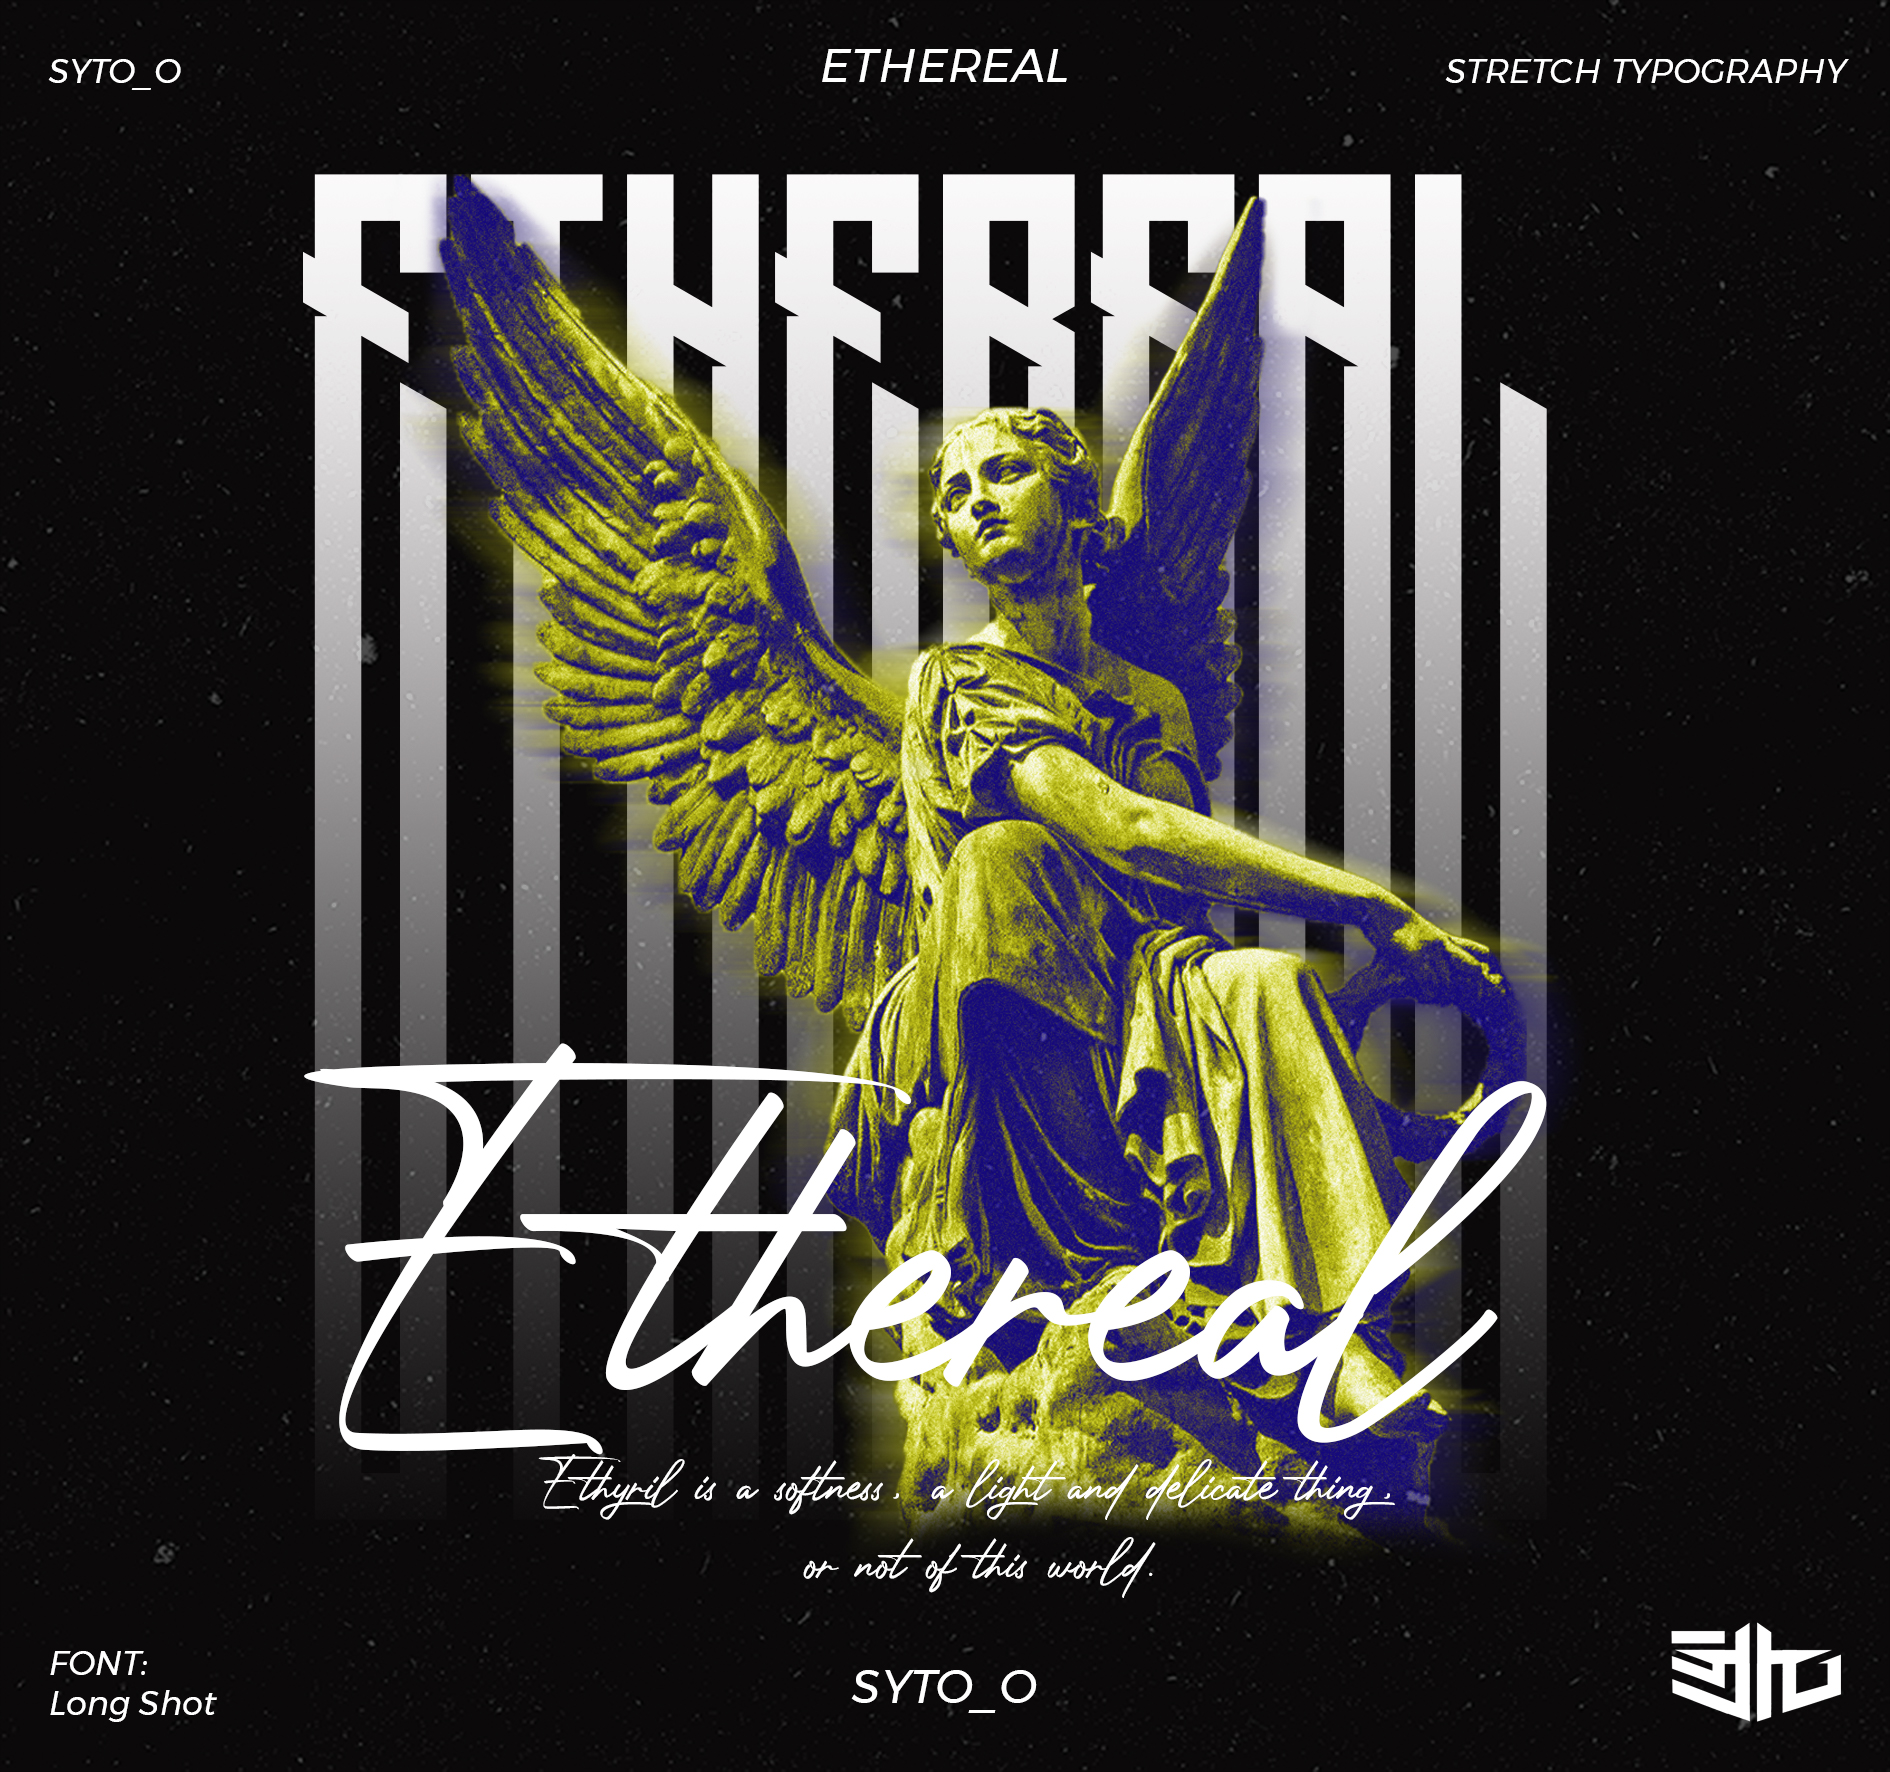 SYTO_O
ETHEREAL
STRETCH TYPOGRAPHY
ETHEREAL
Ethereal
Ethyril is a softness, a light and delicate thing,
or not of this world.
FONT:
Long Shot
SYTO_O
SYTO